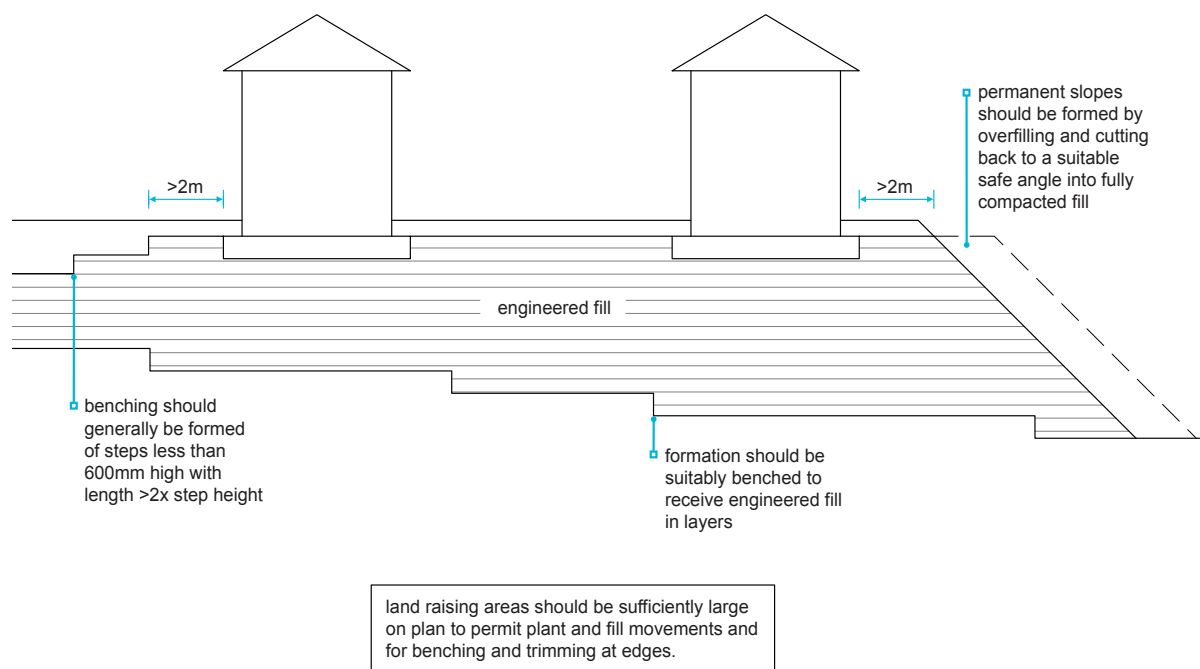 permanent slopes
should be formed by
overfilling and cutting
back to a suitable
safe angle into fully
compacted fill
>2m
>2m
engineered fill
benching should
generally be formed
of steps less than
600mm high with
length >2x step height
formation should be
suitably benched to
receive engineered fill
in layers
land raising areas should be sufficiently large
on plan to permit plant and fill movements and
for benching and trimming at edges.